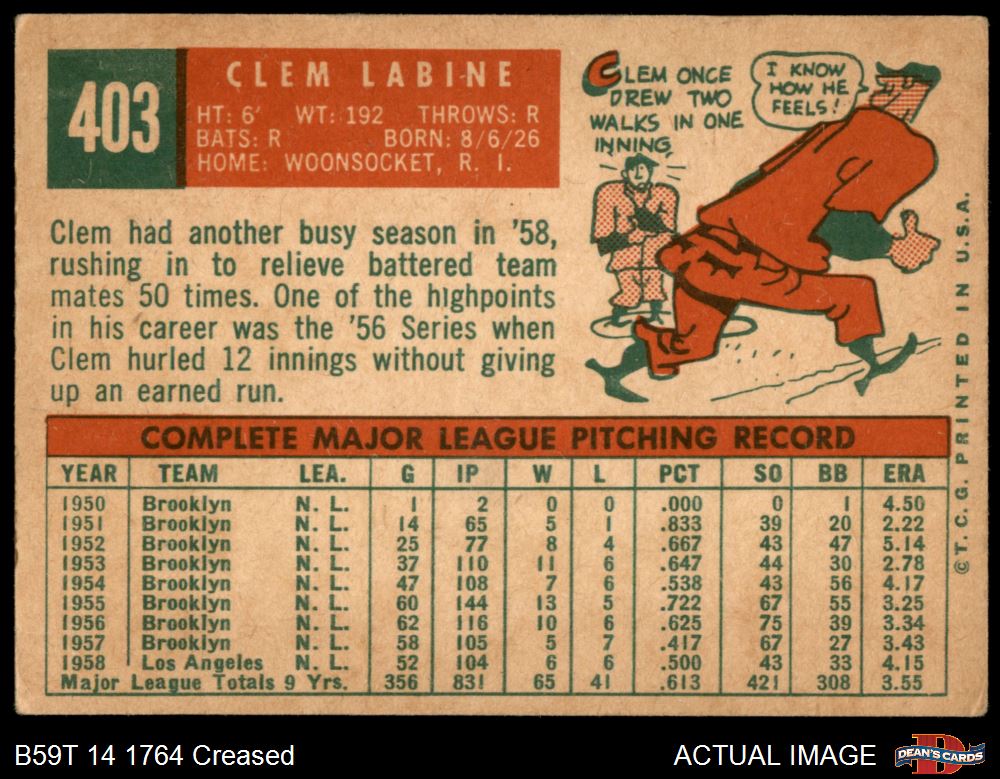 403
CLEM LABINE
HT: 6' WT: 192 THROWS: R
BATS: R BORN: 8/6/26
HOME: WOONSOCKET, R. I.
CLEM ONCE
DREW TWO
WALKS IN ONE
INNING
I KNOW
HOW HE
FEELS!
Clem had another busy season in '58,
rushing in to relieve battered team
mates 50 times. One of the highpoints
in his career was the '56 Series when
Clem hurled 12 innings without giving
up an earned run.
COMPLETE MAJOR LEAGUE PITCHING RECORD
YEAR TEAM LEA. G IP W L PCT SO BB ERA
1950 Brooklyn N. L. 1 2 0 0 .000 0 1 4.50
1951 Brooklyn N. L. 14 65 5 1 .833 39 20 2.22
1952 Brooklyn N. L. 25 77 8 4 .667 43 47 5.14
1953 Brooklyn N. L. 37 110 11 6 .647 44 30 2.78
1954 Brooklyn N. L. 47 108 7 6 .538 43 56 4.17
1955 Brooklyn N. L. 60 144 13 5 .722 67 55 3.25
1956 Brooklyn N. L. 62 116 10 6 .625 75 39 3.34
1957 Brooklyn N. L. 58 105 5 7 .417 67 27 3.43
1958 Los Angeles N. L. 52 104 6 6 .500 43 33 4.15
Major League Totals 9 Yrs. 356 831 65 41 .613 421 308 3.55
© T. C. G. PRINTED IN U.S.A.
B59T 14 1764 Creased
ACTUAL IMAGE
DEAN'S CARDS